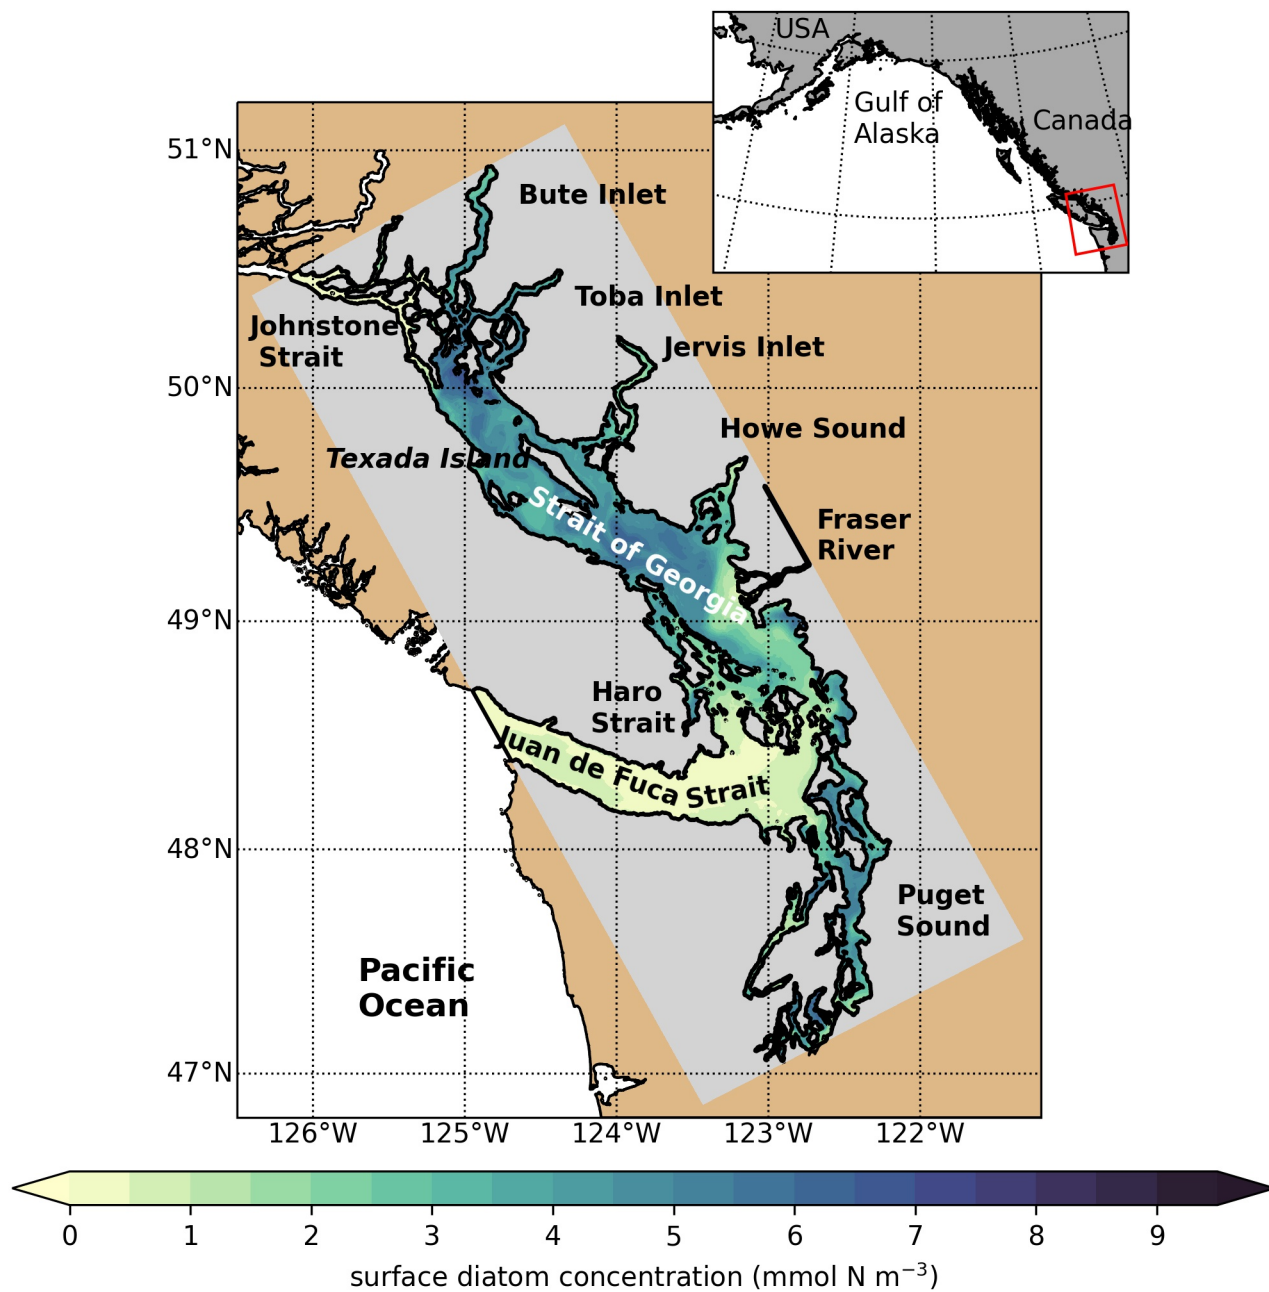 USA
Gulf of
Alaska
Canada
51°N
50°N
49°N
48°N
47°N
Bute Inlet
Toba Inlet
Johnstone
Strait
Jervis Inlet
Howe Sound
Texada Island
Strait of Georgia
Fraser
River
Haro
Strait
Juan de Fuca Strait
Puget
Sound
Pacific
Ocean
126°W 125°W 124°W 123°W 122°W
0 1 2 3 4 5 6 7 8 9
surface diatom concentration (mmol N m⁻³)